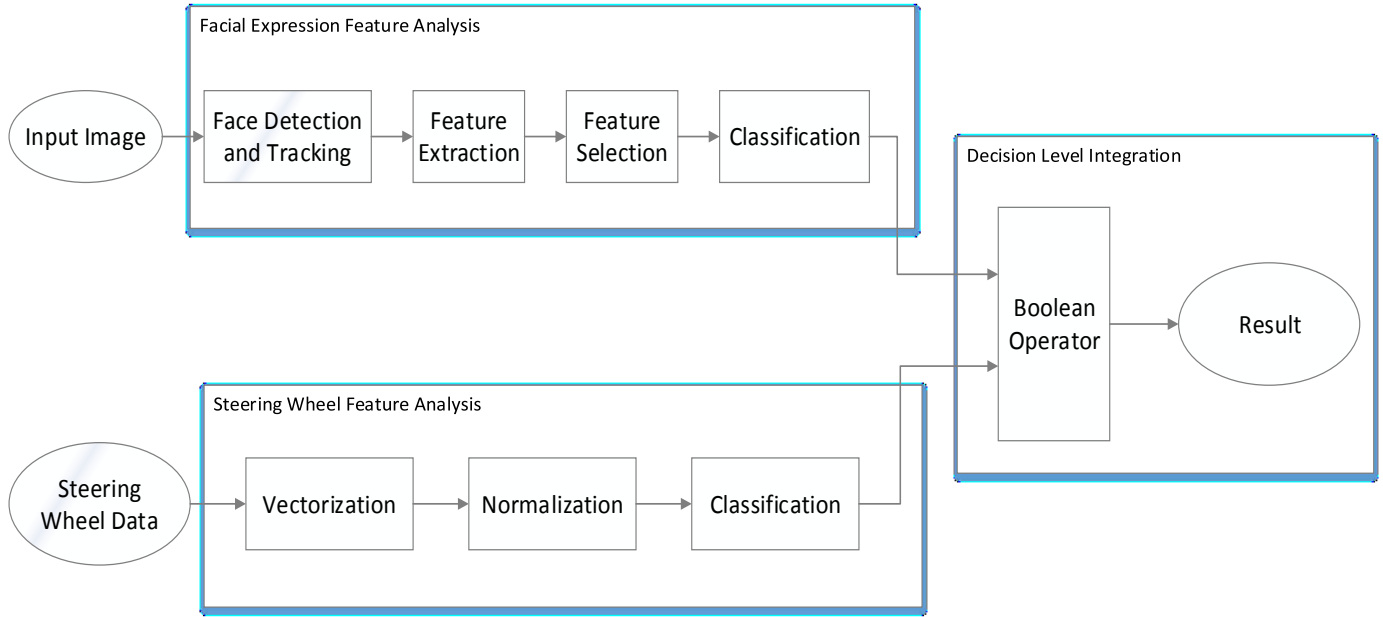 Facial Expression Feature Analysis
Input Image
Face Detection
and Tracking
Feature
Extraction
Feature
Selection
Classification
Decision Level Integration
Boolean
Operator
Result
Steering Wheel Feature Analysis
Steering
Wheel Data
Vectorization
Normalization
Classification